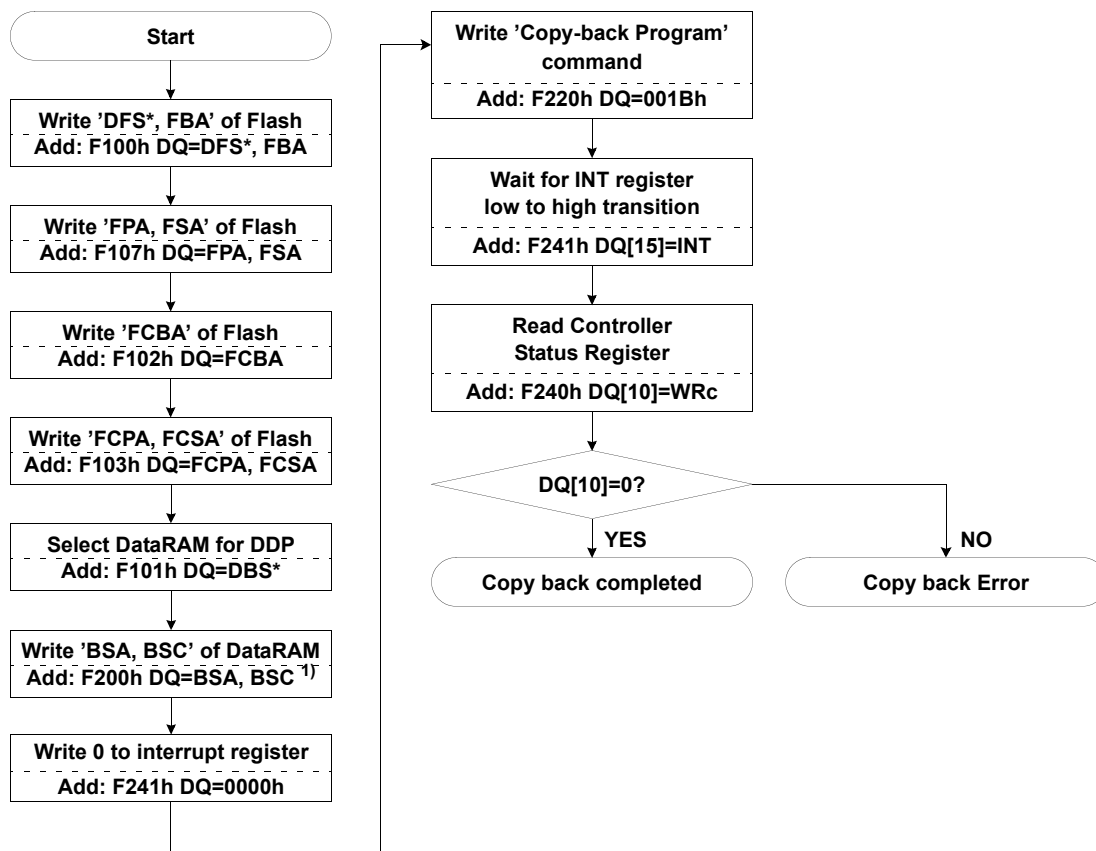 Start
Write ’DFS*, FBA’ of Flash
Add: F100h DQ=DFS*, FBA
Write ’FPA, FSA’ of Flash
Add: F107h DQ=FPA, FSA
Write ’FCBA’ of Flash
Add: F102h DQ=FCBA
Write ’FCPA, FCSA’ of Flash
Add: F103h DQ=FCPA, FCSA
Select DataRAM for DDP
Add: F101h DQ=DBS*
Write ’BSA, BSC’ of DataRAM
Add: F200h DQ=BSA, BSC 1)
Write 0 to interrupt register
Add: F241h DQ=0000h
Write ’Copy-back Program’
command
Add: F220h DQ=001Bh
Wait for INT register
low to high transition
Add: F241h DQ[15]=INT
Read Controller
Status Register
Add: F240h DQ[10]=WRc
DQ[10]=0?
YES
NO
Copy back completed
Copy back Error